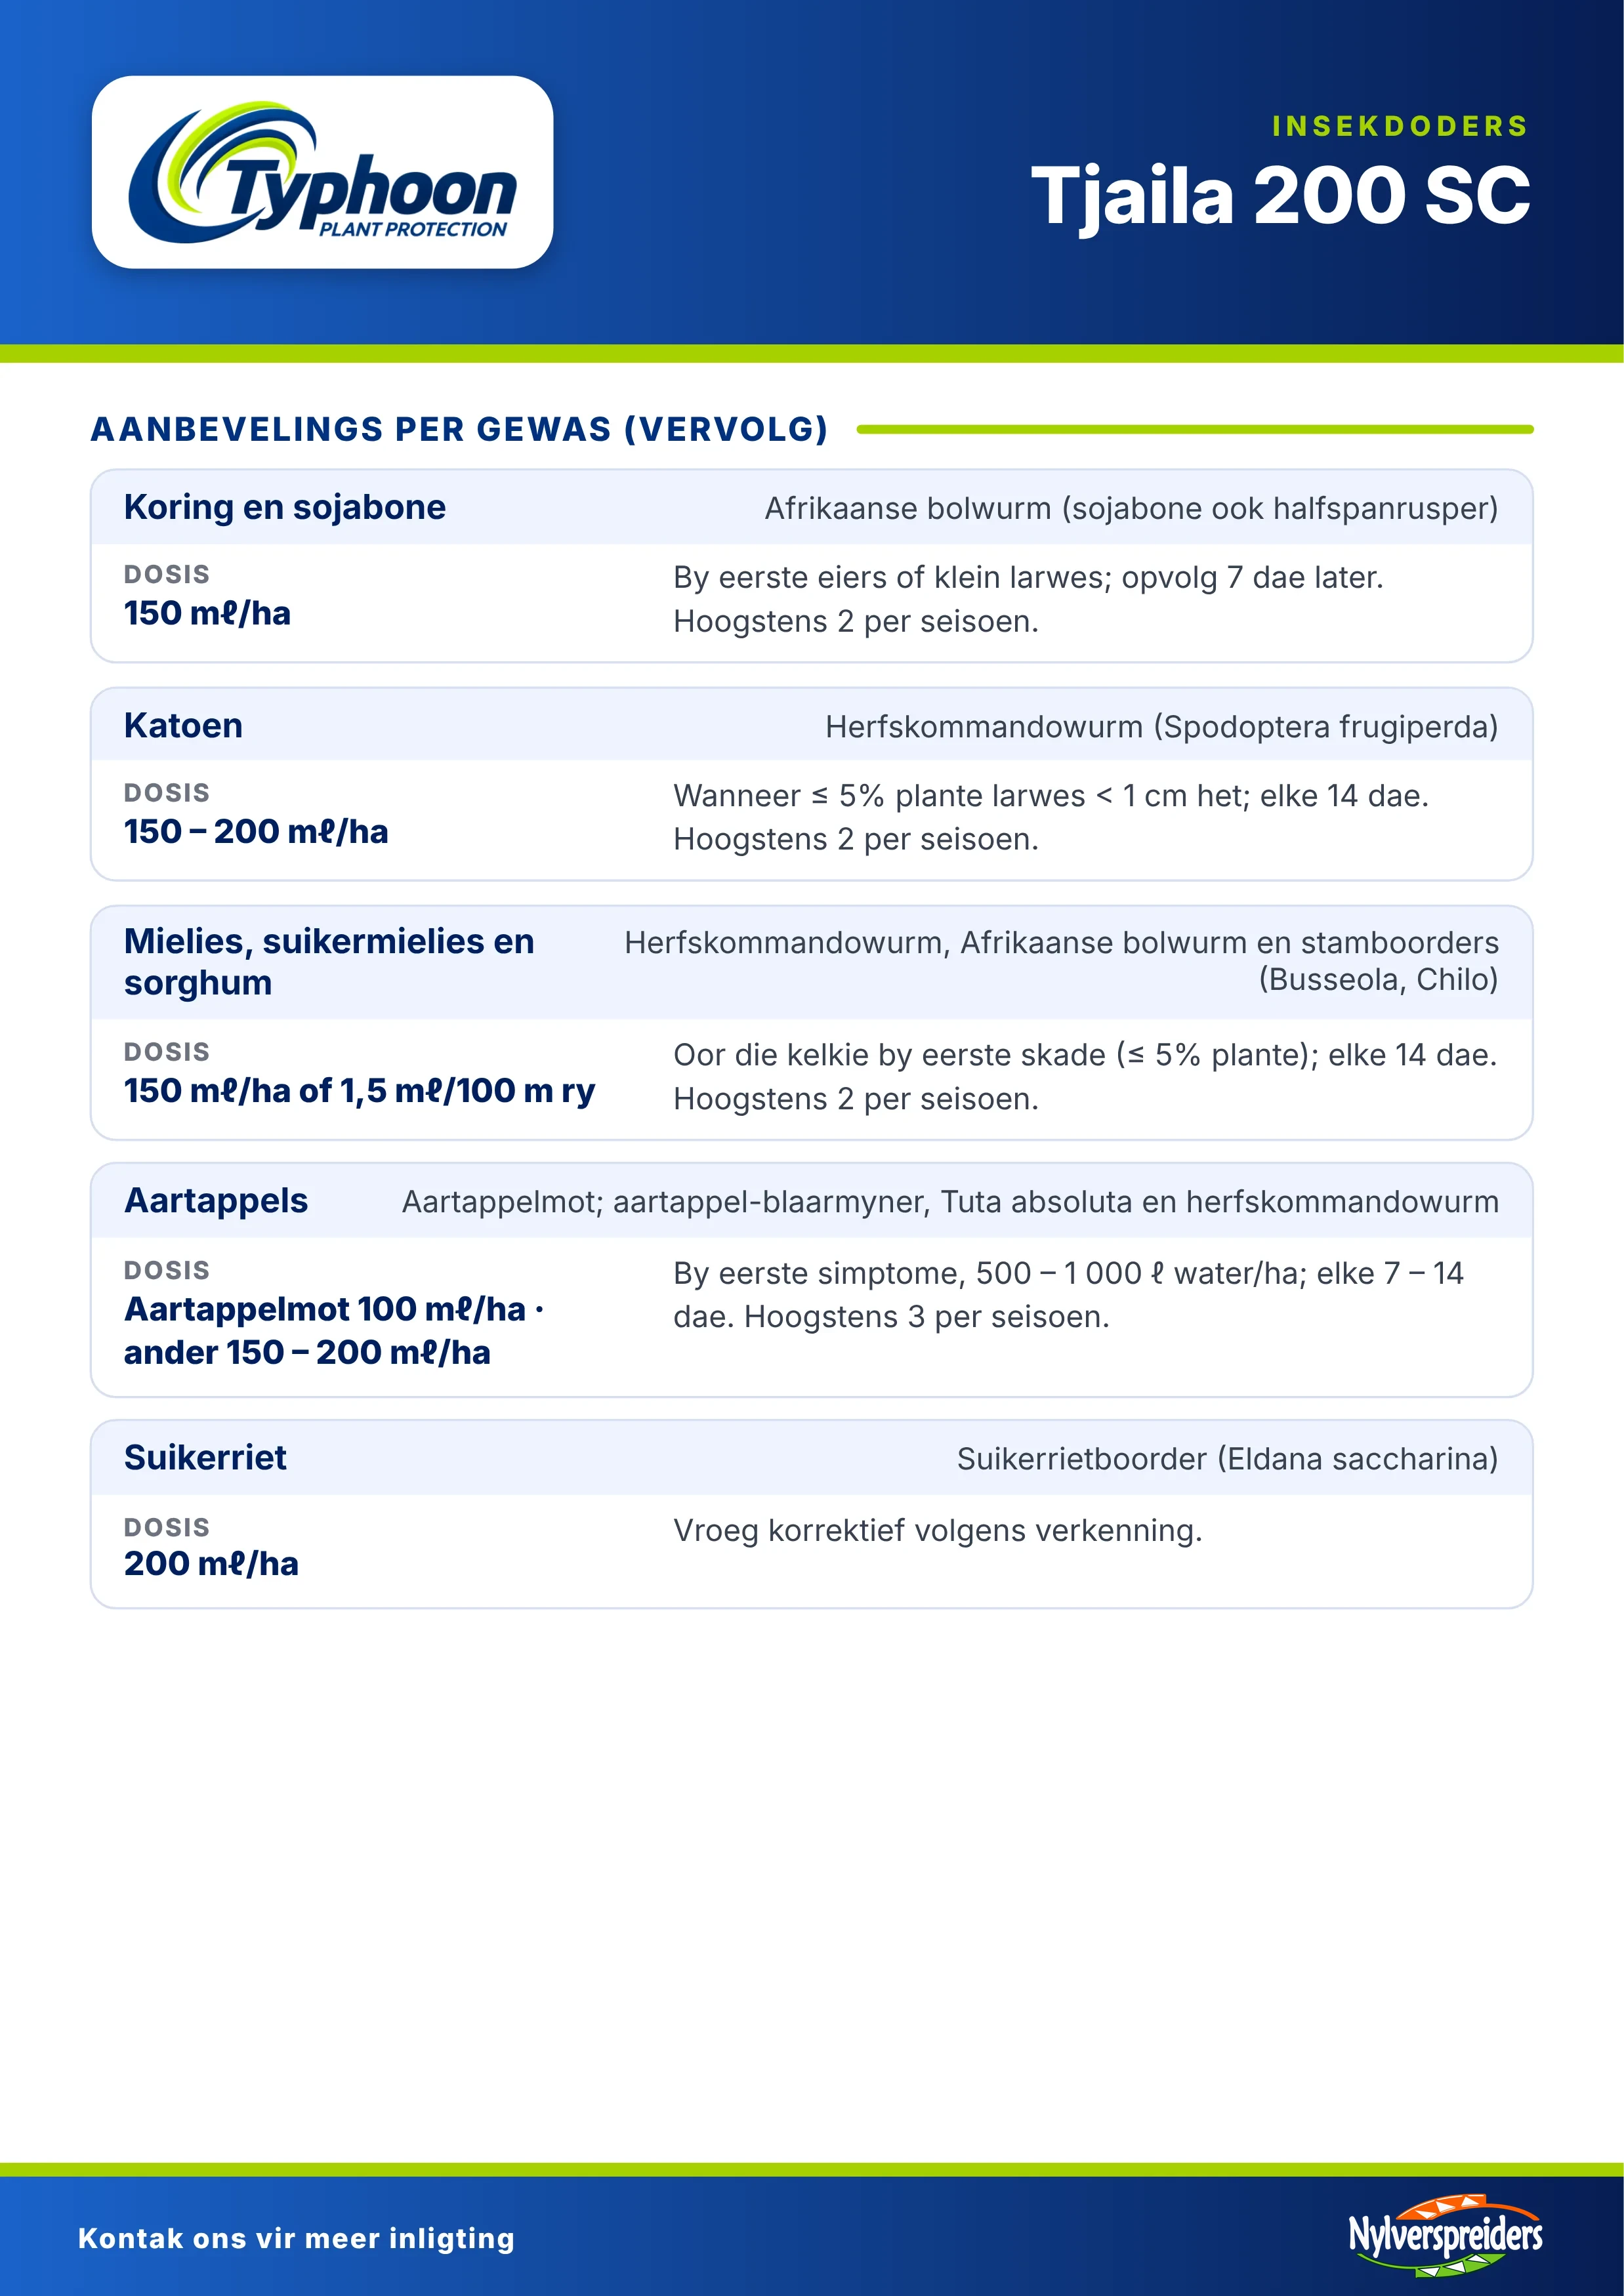 Typhoon
PLANT PROTECTION
INSEKDODERS
Tjaila 200 SC
AANBEVELINGS PER GEWAS (VERVOLG)
Koring en sojabone
Afrikaanse bolwurm (sojabone ook halfspanrusper)
DOSIS
150 mℓ/ha
By eerste eiers of klein larwes; opvolg 7 dae later.
Hoogstens 2 per seisoen.
Katoen
Herfskommandowurm (Spodoptera frugiperda)
DOSIS
150 – 200 mℓ/ha
Wanneer ≤ 5% plante larwes < 1 cm het; elke 14 dae.
Hoogstens 2 per seisoen.
Mielies, suikermielies en
sorghum
Herfskommandowurm, Afrikaanse bolwurm en stamboorders
(Busseola, Chilo)
DOSIS
150 mℓ/ha of 1,5 mℓ/100 m ry
Oor die kelkie by eerste skade (≤ 5% plante); elke 14 dae.
Hoogstens 2 per seisoen.
Aartappels
Aartappelmot; aartappel-blaarmyner, Tuta absoluta en herfskommandowurm
DOSIS
Aartappelmot 100 mℓ/ha ·
ander 150 – 200 mℓ/ha
By eerste simptome, 500 – 1 000 ℓ water/ha; elke 7 – 14
dae. Hoogstens 3 per seisoen.
Suikerriet
Suikerrietboorder (Eldana saccharina)
DOSIS
200 mℓ/ha
Vroeg korrektief volgens verkenning.
Kontak ons vir meer inligting
Nylverspreiders